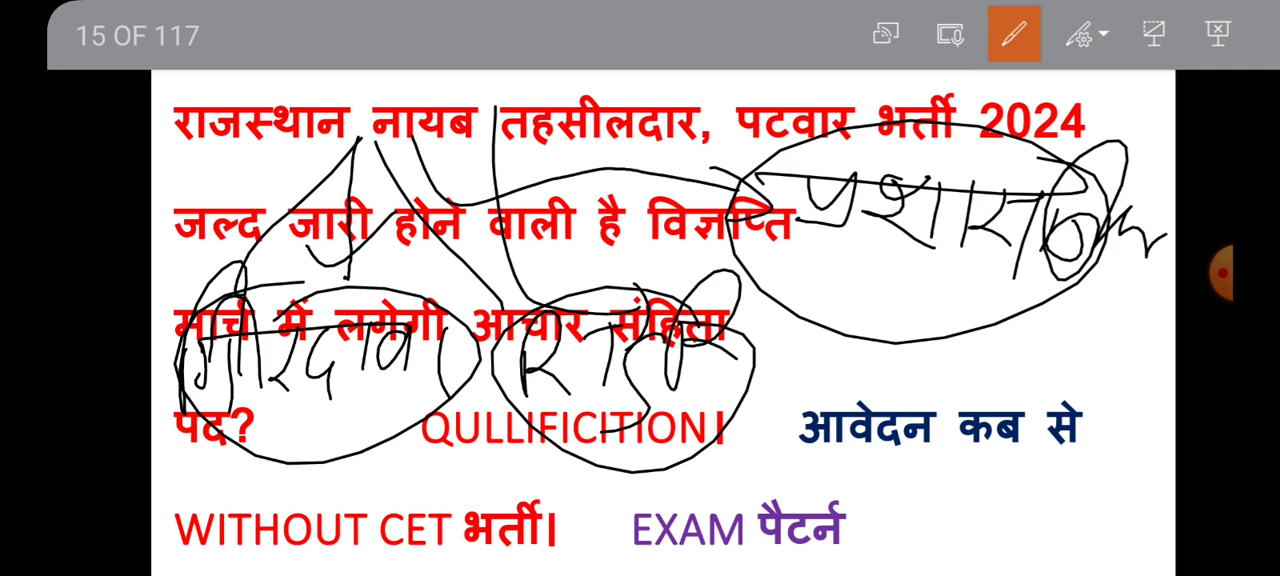 15 OF 117
राजस्थान नायब तहसीलदार, पटवार भर्ती 2024
जल्द जारी होने वाली है विज्ञप्ति
मार्च में लगेगी आचार संहिता
पद? QULLIFICITION। आवेदन कब से
WITHOUT CET भर्ती। EXAM पैटर्न